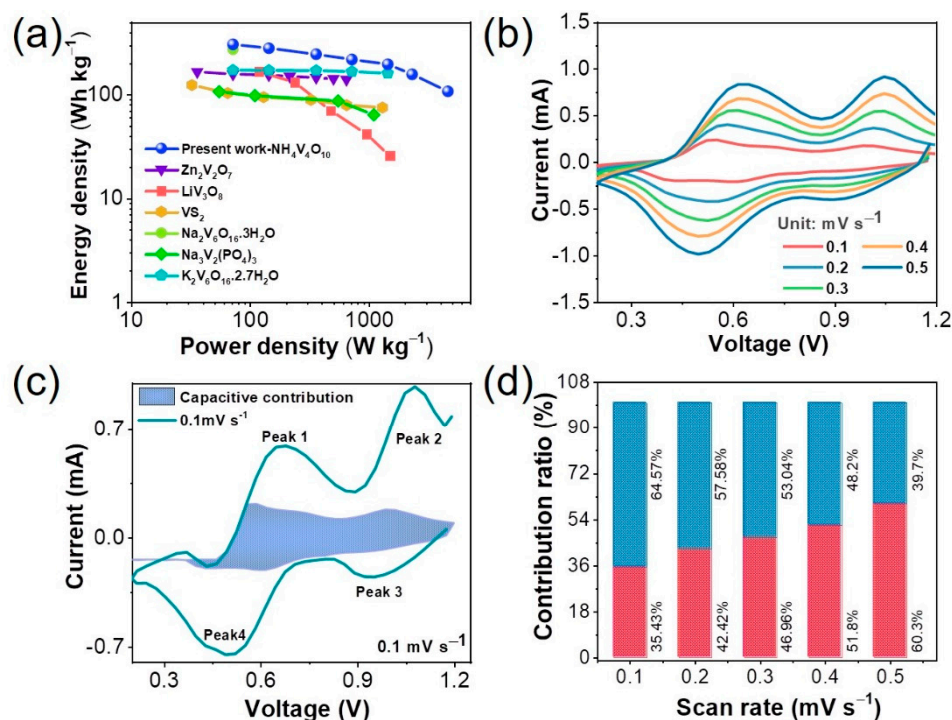 (a)
Energy density (Wh kg⁻¹)
100
10
1
Present work-NH₄V₄O₁₀
Zn₂V₂O₇
LiV₃O₈
VS₂
Na₂V₆O₁₆.3H₂O
Na₃V₂(PO₄)₃
K₂V₆O₁₆.2.7H₂O
10 100 1000
Power density (W kg⁻¹)
(b)
Current (mA)
1.5
1.0
0.5
0.0
-0.5
-1.0
-1.5
Unit: mV s⁻¹
0.1 0.4
0.2 0.5
0.3
0.3 0.6 0.9 1.2
Voltage (V)
(c)
Current (mA)
0.7
0.0
-0.7
Capacitive contribution
0.1mV s⁻¹
Peak 1
Peak 2
Peak 3
Peak4
0.1 mV s⁻¹
0.3 0.6 0.9 1.2
Voltage (V)
(d)
Contribution ratio (%)
108
90
72
54
36
18
0
64.57%
57.58%
53.04%
48.2%
39.7%
35.43%
42.42%
46.96%
51.8%
60.3%
0.1 0.2 0.3 0.4 0.5
Scan rate (mV s⁻¹)